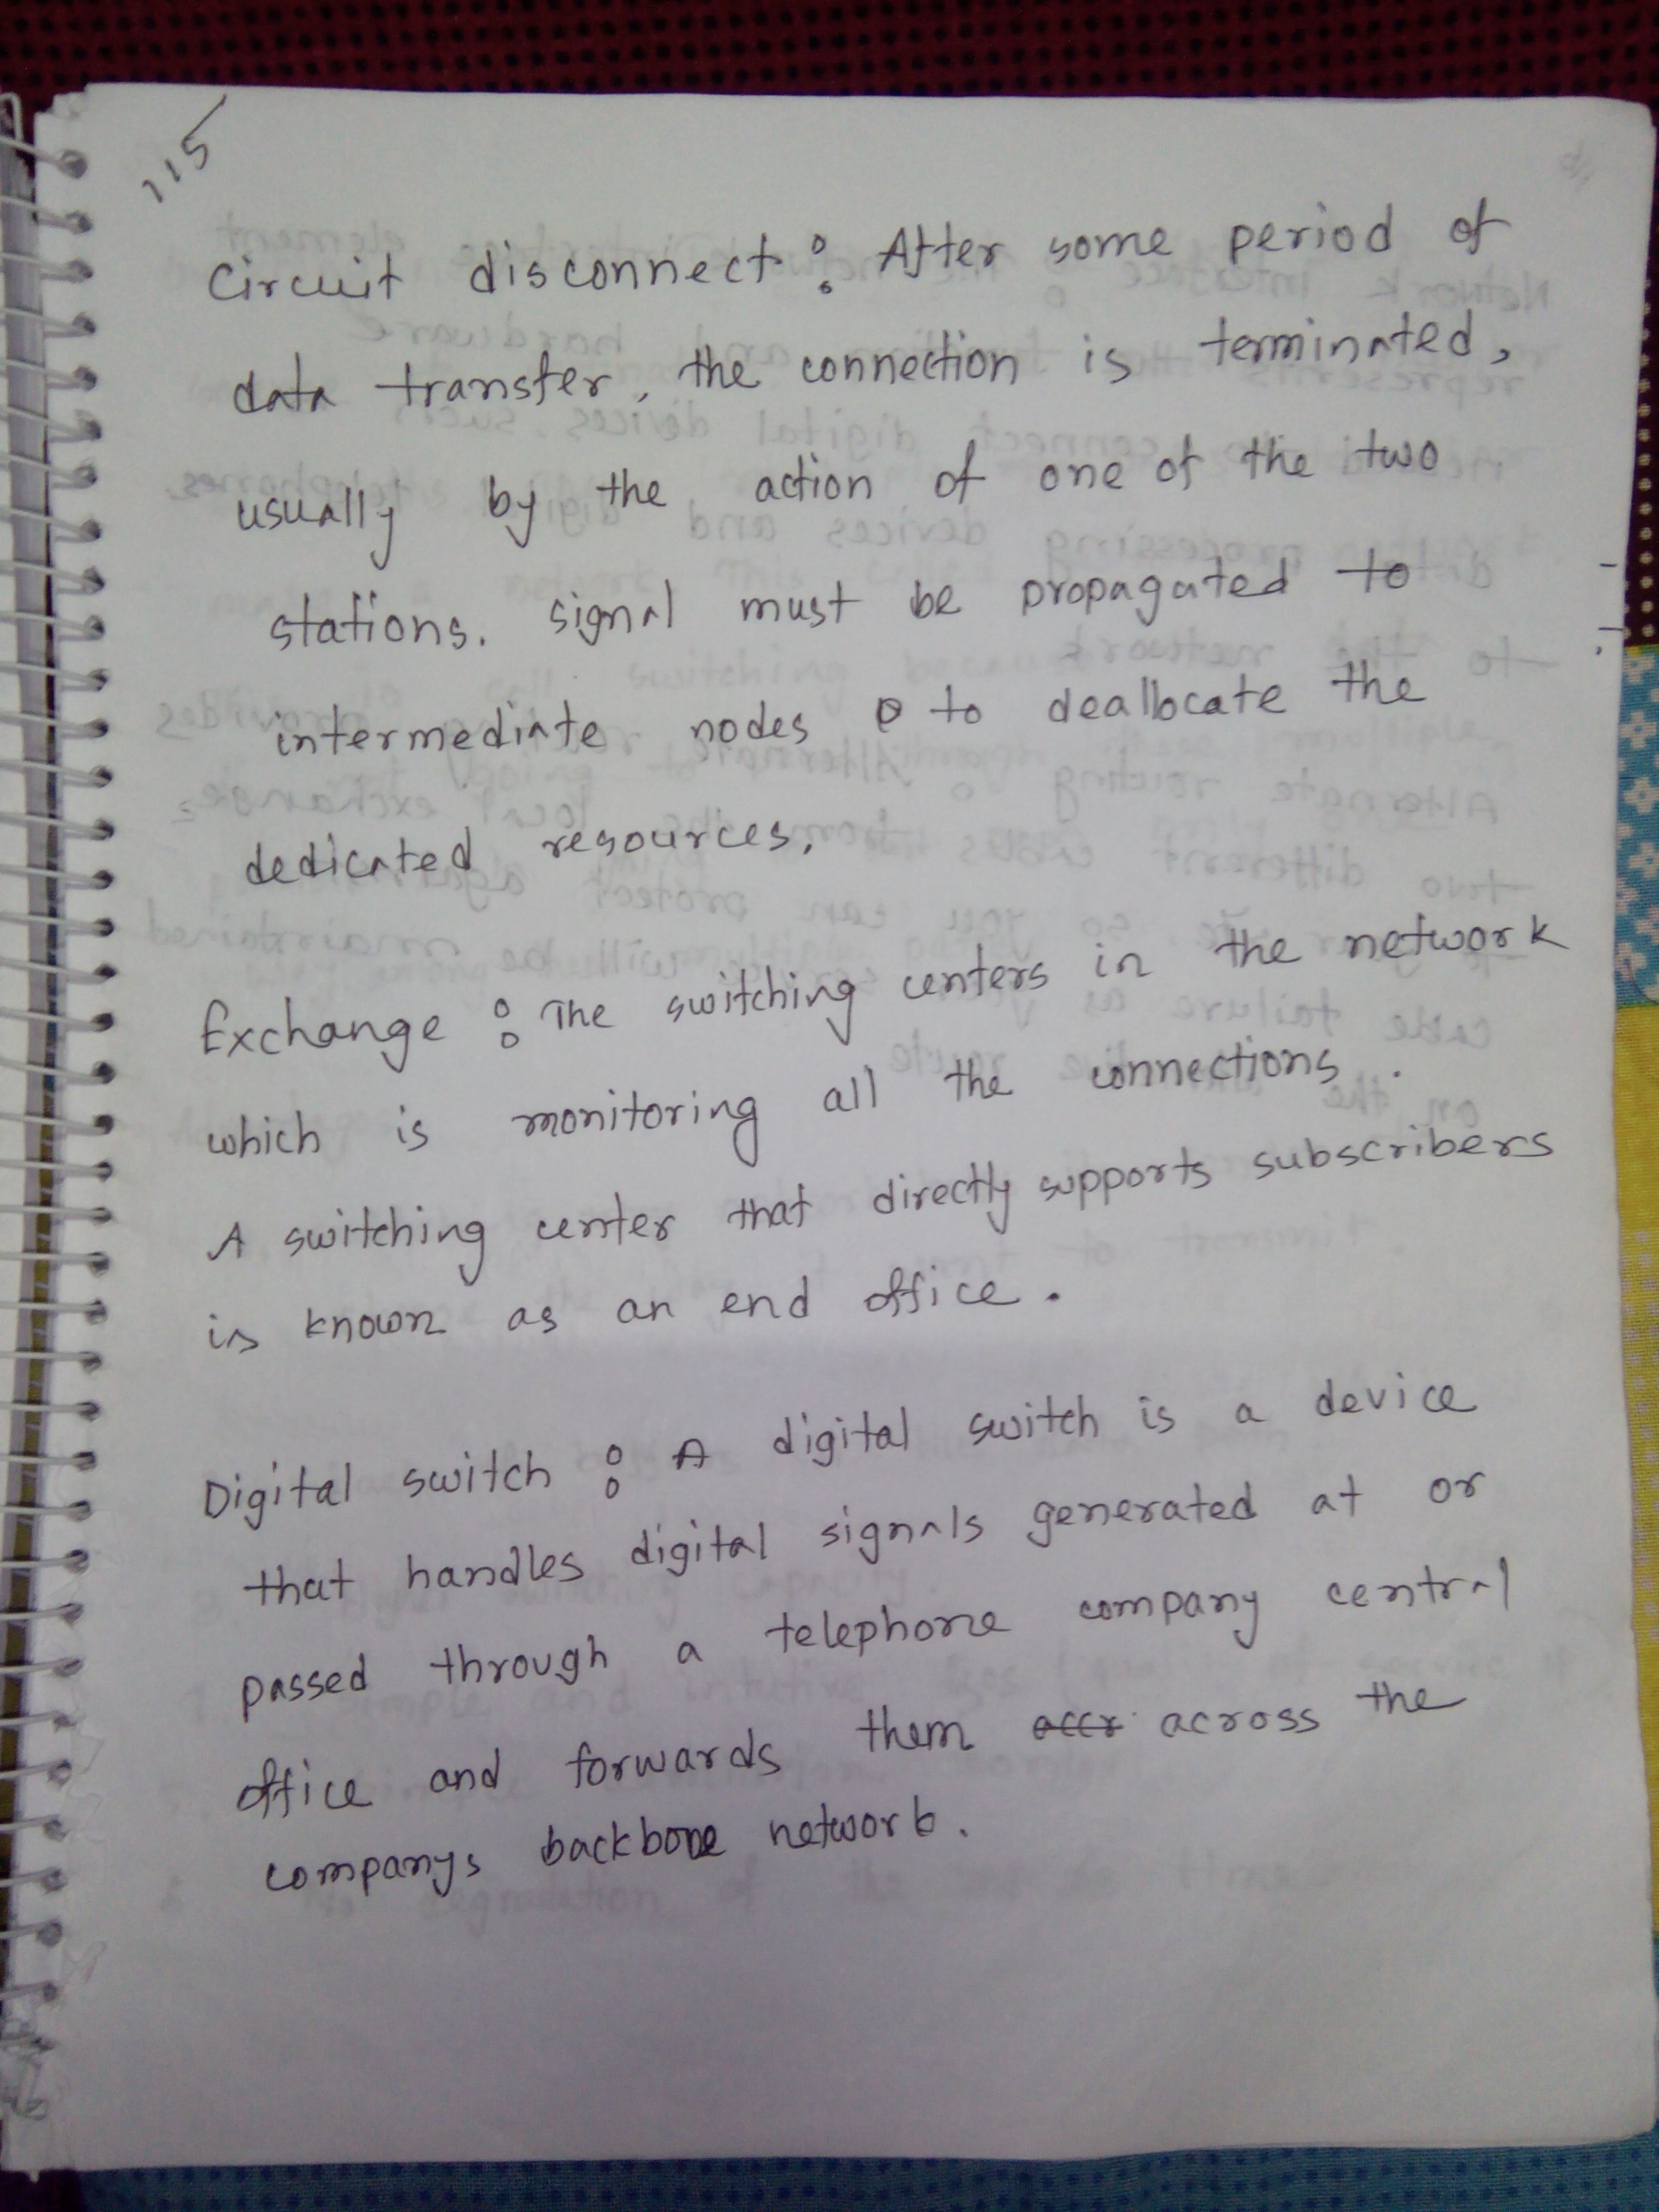 115
Circuit disconnect : After some period of
data transfer, the connection is terminated,
usually by the action of one of the two
stations. signal must be propagated to
intermediate nodes to deallocate the
dedicated resources.
Exchange : The switching centers in the network
which is monitoring all the connections.
A switching center that directly supports subscribers
is known as an end office.
Digital switch : A digital switch is a device
that handles digital signals generated at or
passed through a telephone company central
office and forwards them accr across the
companys backbone network.